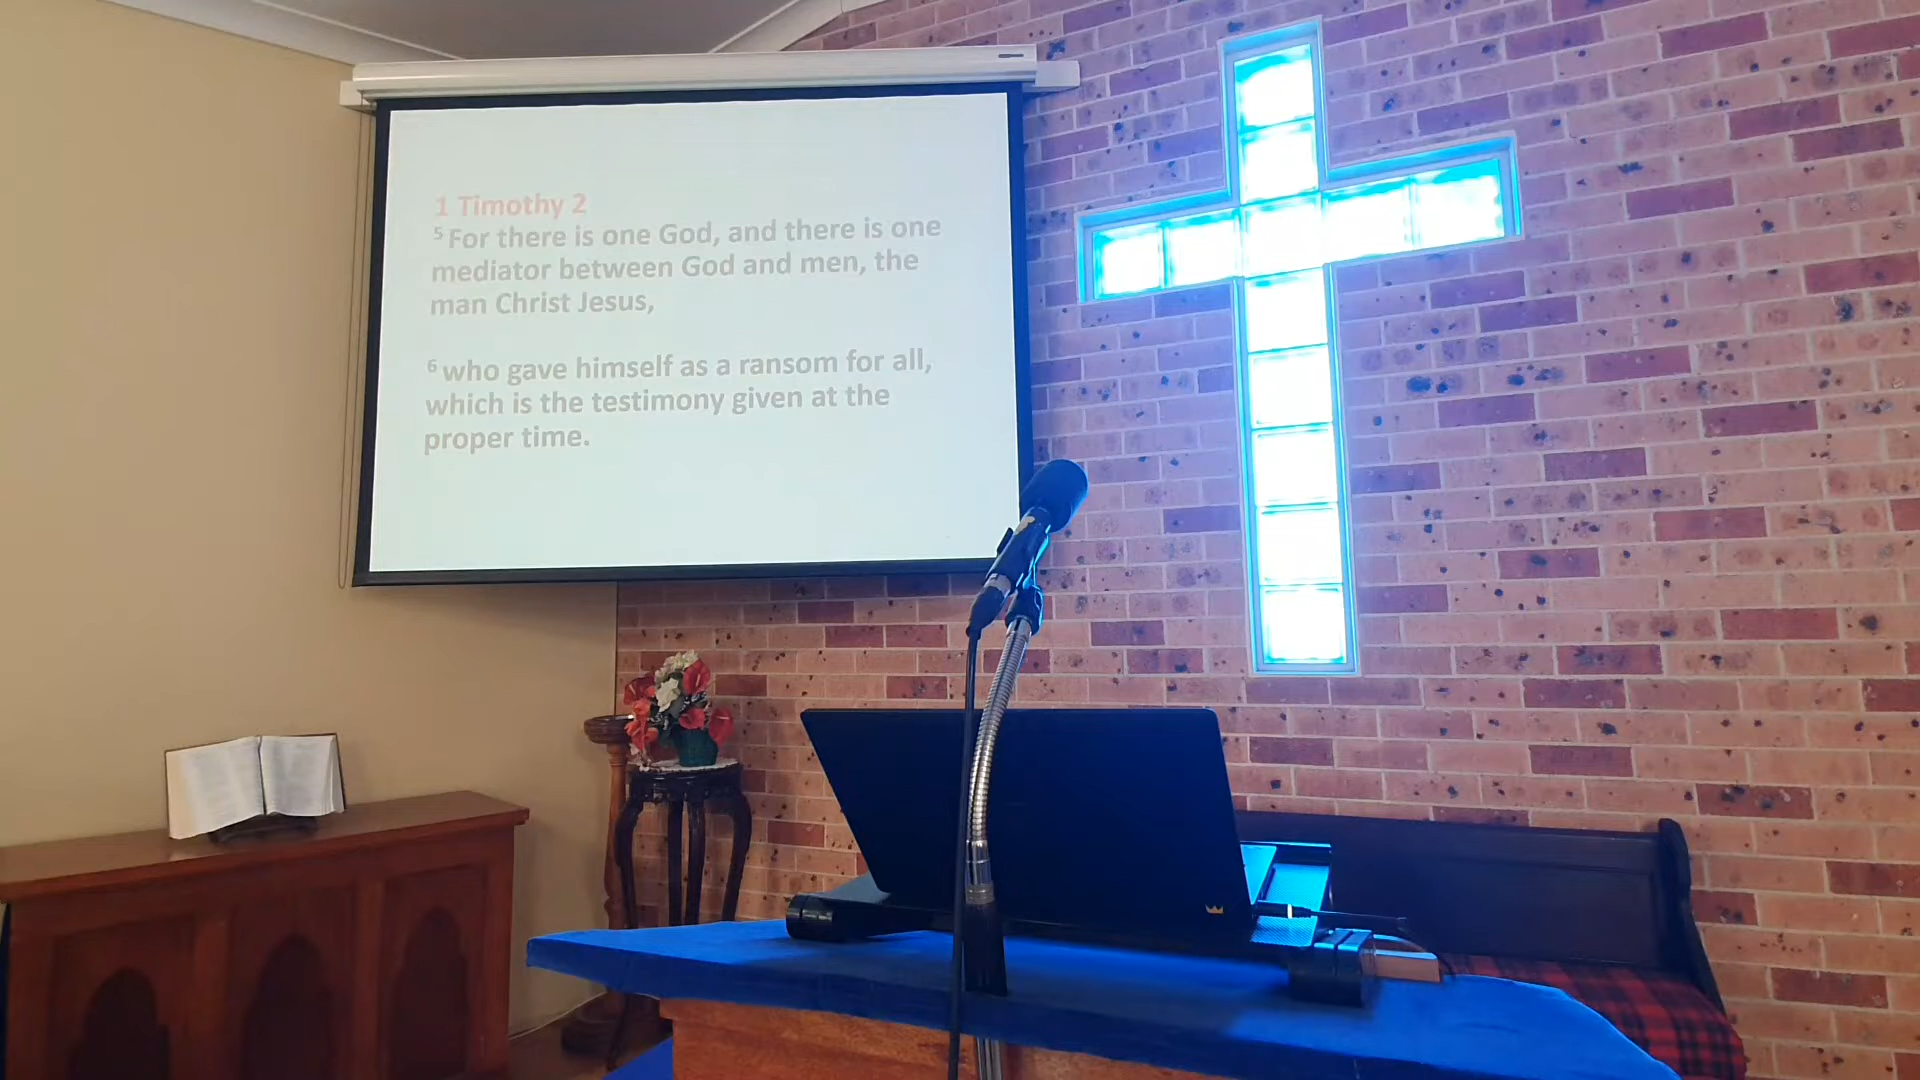 1 Timothy 2
5 For there is one God, and there is one
mediator between God and men, the
man Christ Jesus,
6 who gave himself as a ransom for all,
which is the testimony given at the
proper time.